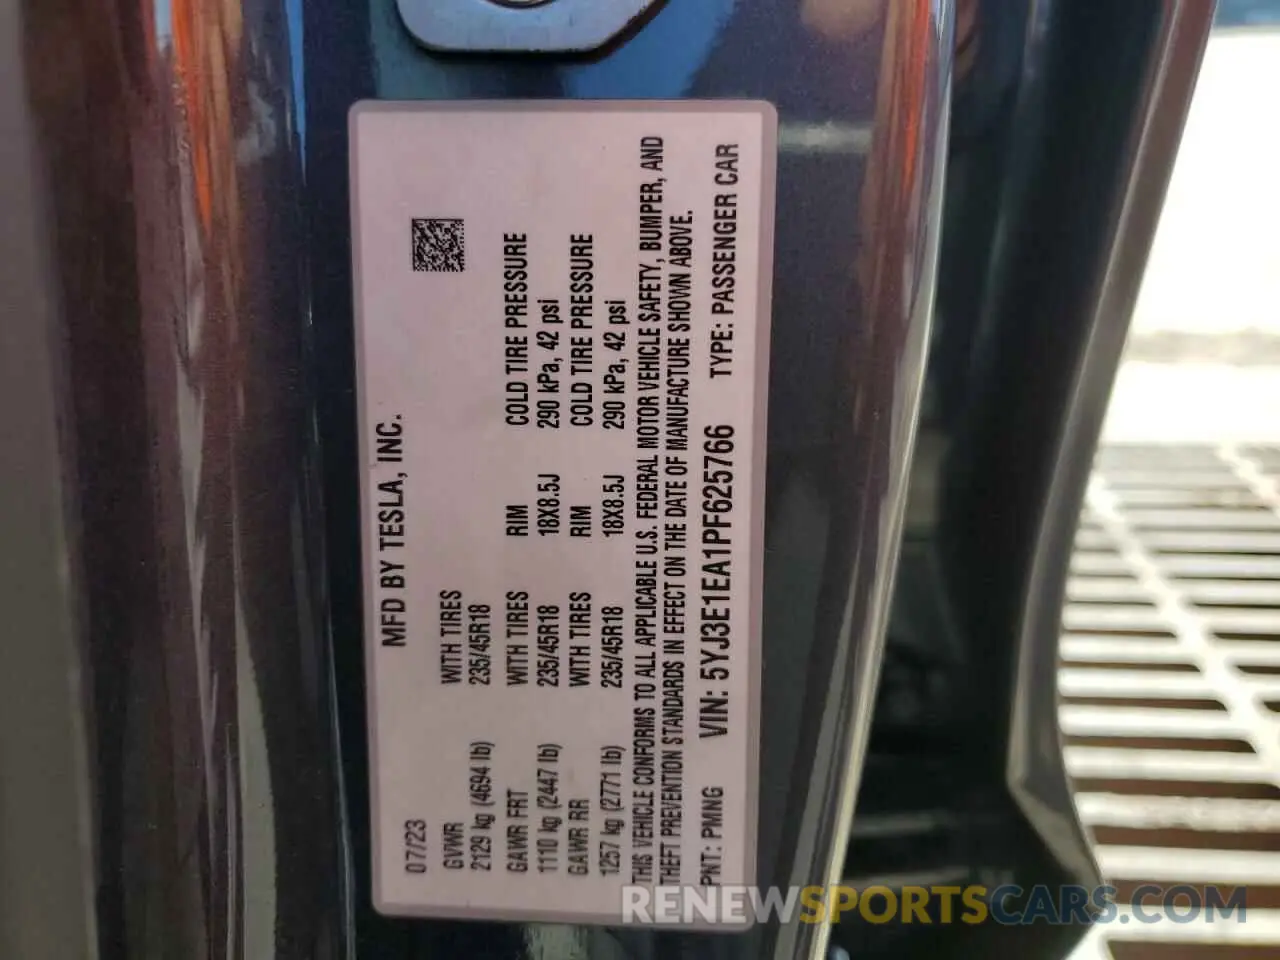 MFD BY TESLA, INC.
07/23
GVWR WITH TIRES
2129 kg (4694 lb) 235/45R18
GAWR FRT WITH TIRES RIM COLD TIRE PRESSURE
1110 kg (2447 lb) 235/45R18 18X8.5J 290 kPa, 42 psi
GAWR RR WITH TIRES RIM COLD TIRE PRESSURE
1257 kg (2771 lb) 235/45R18 18X8.5J 290 kPa, 42 psi
THIS VEHICLE CONFORMS TO ALL APPLICABLE U.S. FEDERAL MOTOR VEHICLE SAFETY, BUMPER, AND
THEFT PREVENTION STANDARDS IN EFFECT ON THE DATE OF MANUFACTURE SHOWN ABOVE.
PNT: PMNG VIN: 5YJ3E1EA1PF625766 TYPE: PASSENGER CAR
RENEWSPORTSCARS.COM